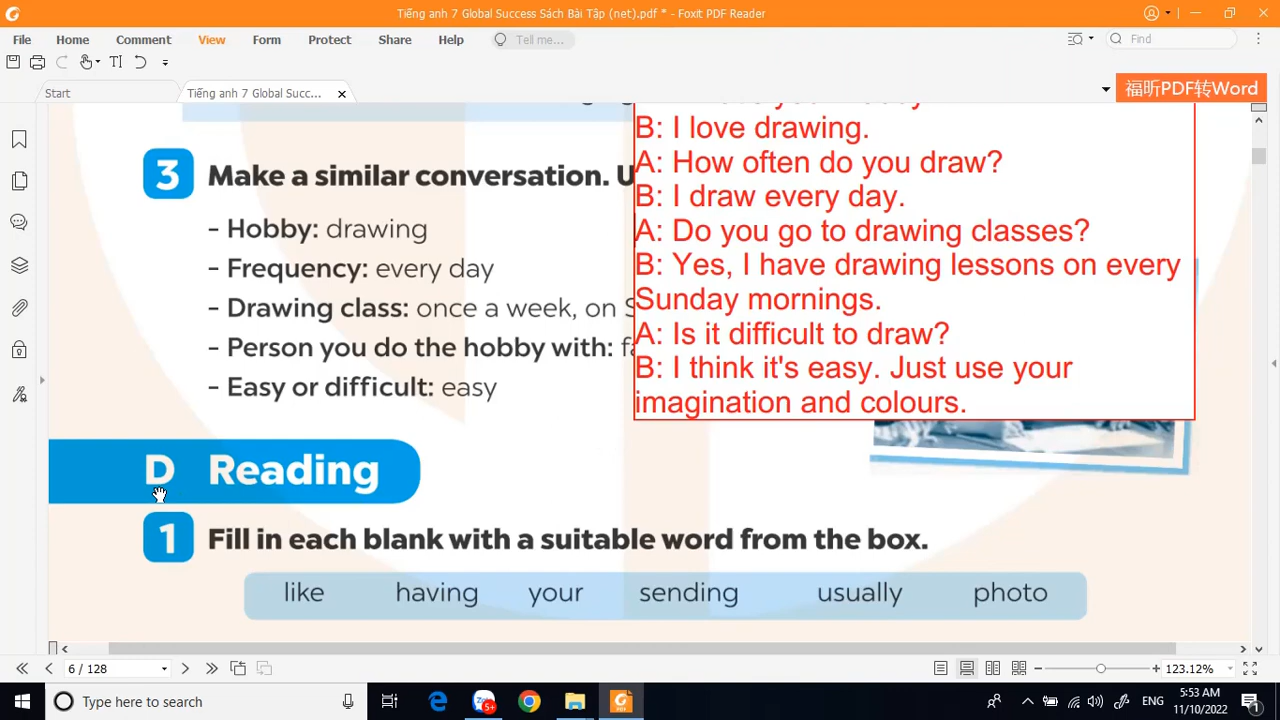 Tiếng anh 7 Global Success Sách Bài Tập (net).pdf * - Foxit PDF Reader
File Home Comment View Form Protect Share Help Tell me... Find
Start Tiếng anh 7 Global Succ... 福昕PDF转Word
3 Make a similar conversation.
- Hobby: drawing
- Frequency: every day
- Drawing class: once a week, on
- Person you do the hobby with:
- Easy or difficult: easy
B: I love drawing.
A: How often do you draw?
B: I draw every day.
A: Do you go to drawing classes?
B: Yes, I have drawing lessons on every
Sunday mornings.
A: Is it difficult to draw?
B: I think it's easy. Just use your
imagination and colours.
D Reading
1 Fill in each blank with a suitable word from the box.
like having your sending usually photo
6 / 128 123.12%
Type here to search 5+ ENG 5:53 AM
11/10/2022 1